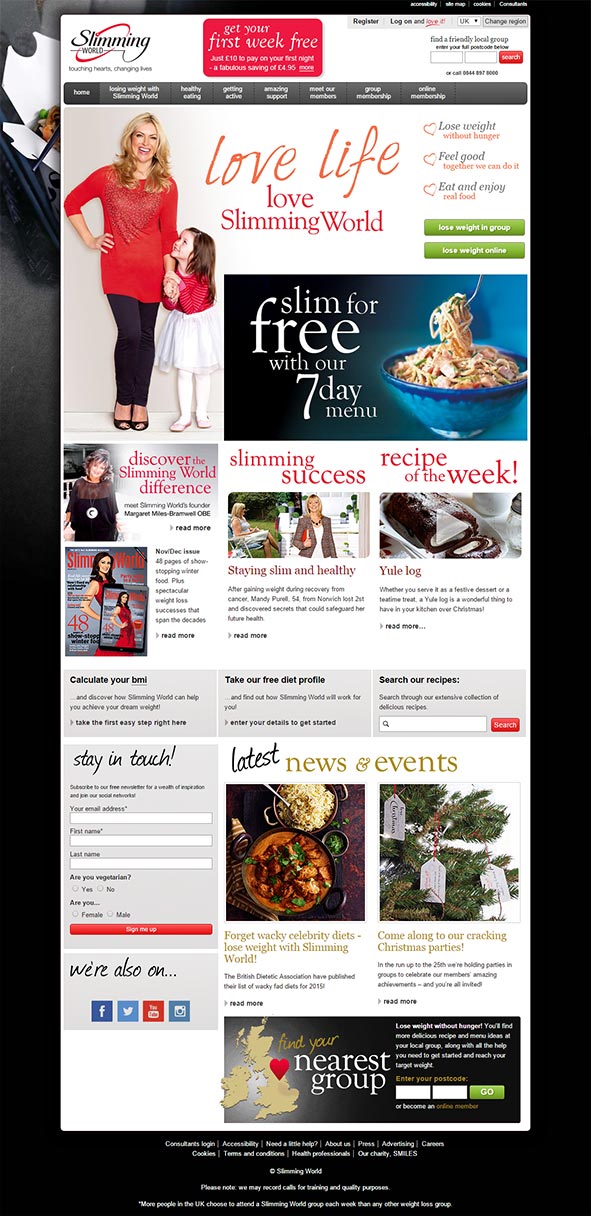 accessibility | site map | cookies | Consultants
Slimming
WORLD
touching hearts, changing lives
get your
first week free
Just £10 to pay on your first night
- a fabulous saving of £4.95 more
Register | Log on and love it! | UK Change region
find a friendly local group
enter your full postcode below
search
or call 0844 897 8000
home
losing weight with
Slimming World
healthy
eating
getting
active
amazing
support
meet our
members
group
membership
online
membership
love life
love
Slimming World
Lose weight
without hunger
Feel good
together we can do it
Eat and enjoy
real food
lose weight in group
lose weight online
slim for
free
with our
7day
menu
discover the
Slimming World
difference
meet Slimming World's founder
Margaret Miles-Bramwell OBE
read more
Nov/Dec issue
48 pages of show-
stopping winter
food. Plus
spectacular
weight loss
successes that
span the decades
read more
slimming
success
Staying slim and healthy
After gaining weight during recovery from
cancer, Mandy Purell, 54, from Norwich lost 2st
and discovered secrets that could safeguard her
future health.
read more
recipe
of the week!
Yule log
Whether you serve it as a festive dessert or a
teatime treat, a Yule log is a wonderful thing to
have in your kitchen over Christmas!
read more...
Calculate your bmi
...and discover how Slimming World can help
you achieve your dream weight!
take the first easy step right here
Take our free diet profile
...and find out how Slimming World will work for
you!
enter your details to get started
Search our recipes:
Search through our extensive collection of
delicious recipes.
Search
stay in touch!
Subscribe to our free newsletter for a wealth of inspiration
and join our social networks!
Your email address*
First name*
Last name
Are you vegetarian?
Yes No
Are you...
Female Male
Sign me up
we're also on...
You
Tube
latest news & events
Forget wacky celebrity diets -
lose weight with Slimming
World!
The British Dietetic Association have published
their list of wacky fad diets for 2015!
read more
Come along to our cracking
Christmas parties!
In the run up to the 25th we're holding parties
in groups to celebrate our members' amazing
achievements – and you're all invited!
read more
find your
nearest
group
Lose weight without hunger! You'll find
more delicious recipe and menu ideas at
your local group, along with all the help
you need to get started and reach your
target weight.
Enter your postcode:
GO
or become an online member
Consultants login | Accessibility | Need a little help? | About us | Press | Advertising | Careers
Cookies | Terms and conditions | Health professionals | Our charity, SMILES
© Slimming World
Please note: we may record calls for training and quality purposes.
*More people in the UK choose to attend a Slimming World group each week than any other weight loss group.